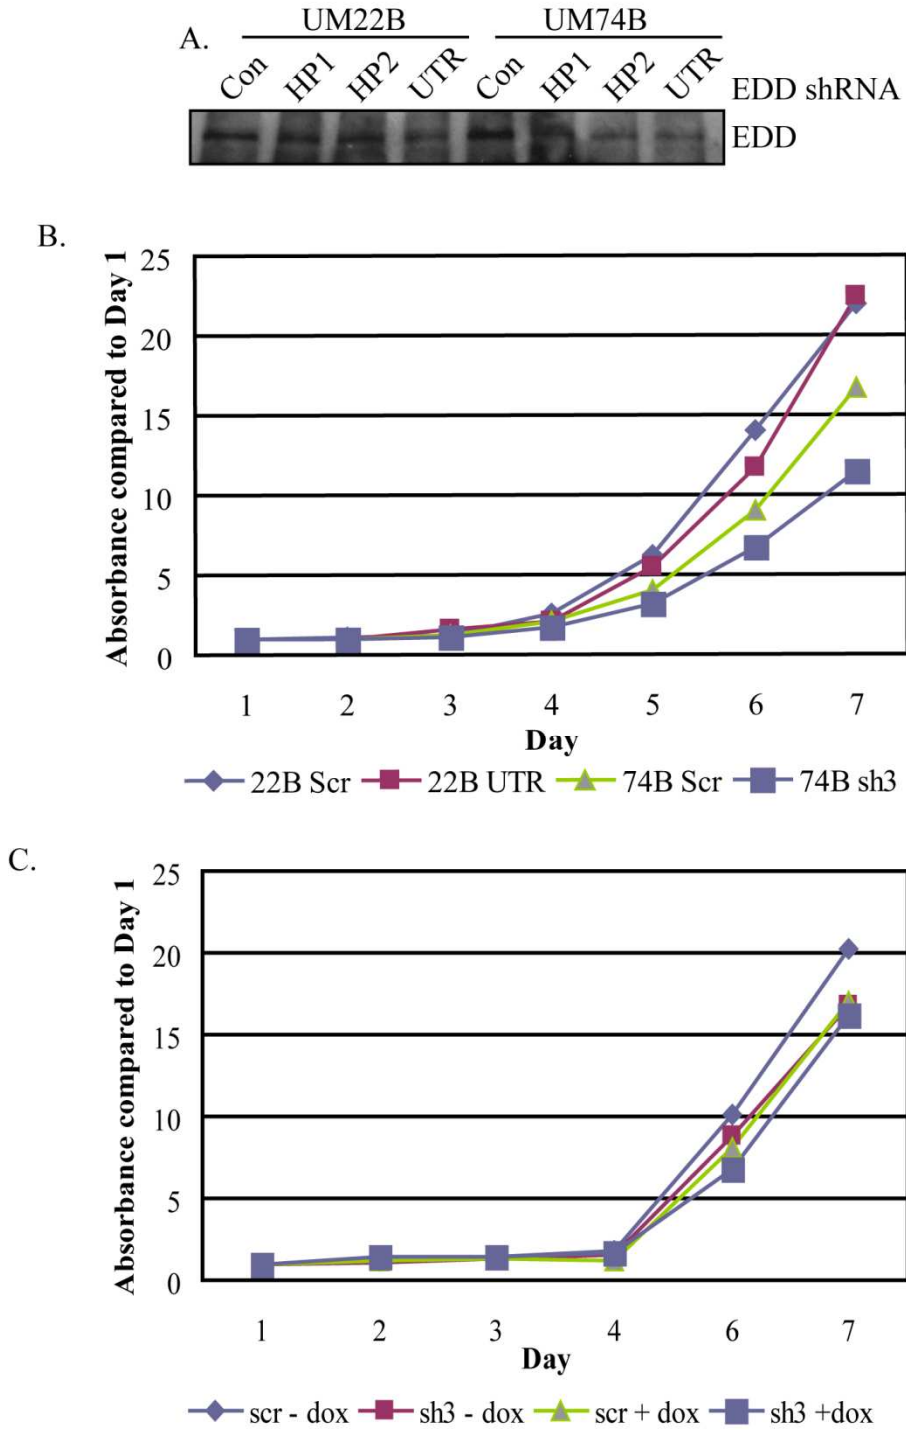 A.
UM22B UM74B
Con HP1 HP2 UTR Con HP1 HP2 UTR EDD shRNA
EDD
B.
Absorbance compared to Day 1
25
20
15
10
5
0
1 2 3 4 5 6 7
Day
22B Scr 22B UTR 74B Scr 74B sh3
C.
Absorbance compared to Day 1
25
20
15
10
5
0
1 2 3 4 6 7
Day
scr - dox sh3 - dox scr + dox sh3 +dox